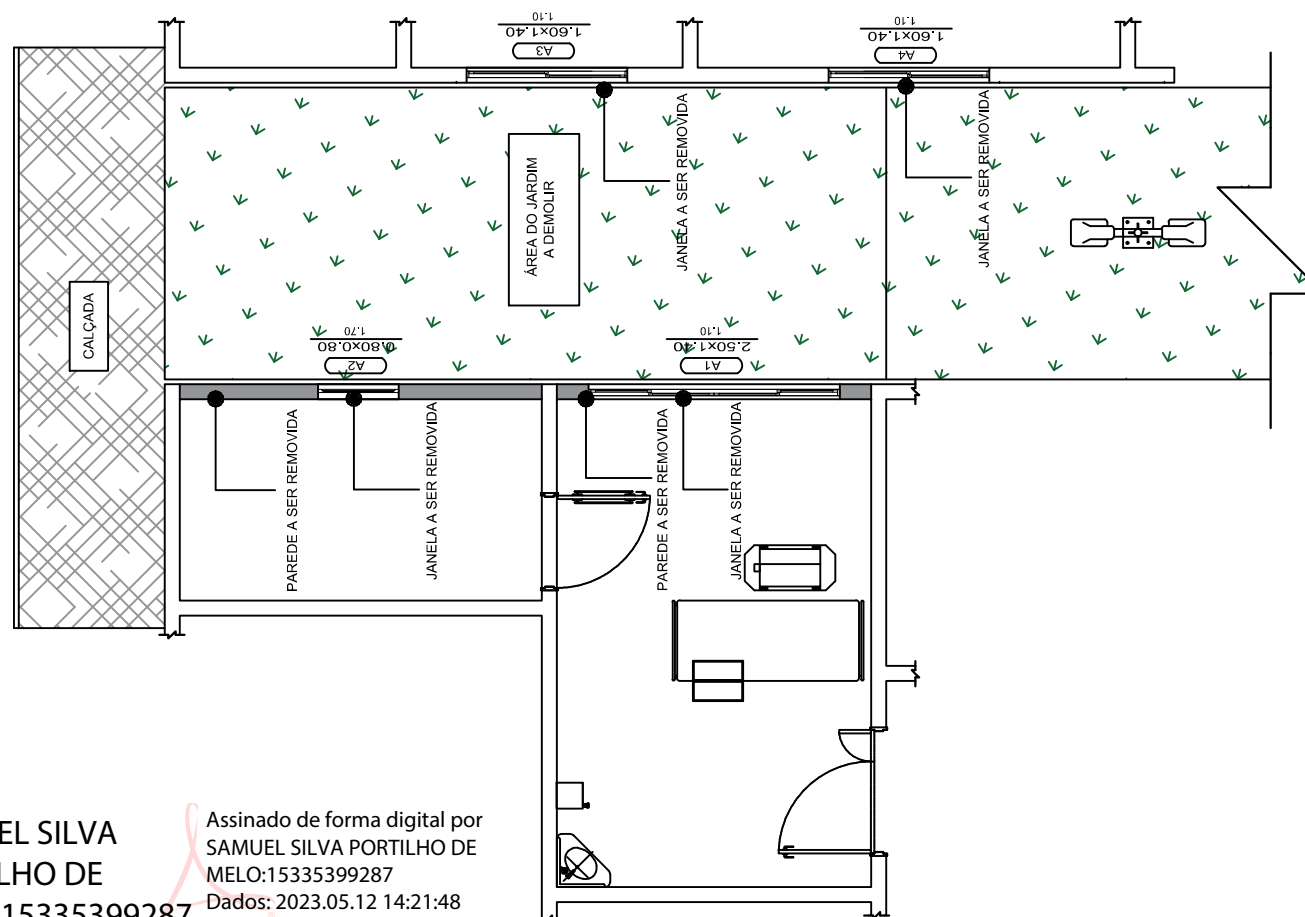 1.60x1.40
1.10
A3
1.60x1.40
1.10
A4
JANELA A SER REMOVIDA
JANELA A SER REMOVIDA
ÁREA DO JARDIM
A DEMOLIR
CALÇADA
0.80x0.80
1.70
A2
2.50x1.40
1.10
A1
PAREDE A SER REMOVIDA
JANELA A SER REMOVIDA
PAREDE A SER REMOVIDA
JANELA A SER REMOVIDA
EL SILVA
LHO DE
15335399287
Assinado de forma digital por
SAMUEL SILVA PORTILHO DE
MELO:15335399287
Dados: 2023.05.12 14:21:48